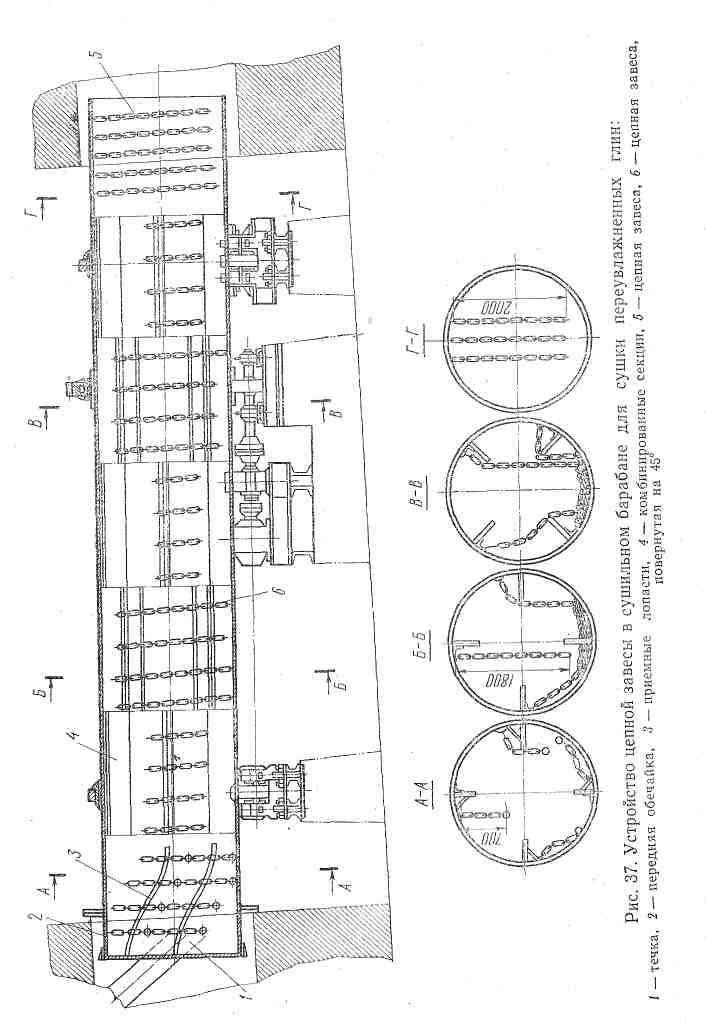 5
Г
Г
В
В
6
Б
Б
4
3
А
А
2
1
Г-Г
2000
В-В
Б-Б
1800
А-А
700
Рис. 37. Устройство цепной завесы в сушильном барабане для сушки переувлажненных глин:
1 — течка, 2 — передняя обечайка, 3 — приемные лопасти, 4 — комбинированные секции, 5 — цепная завеса, 6 — цепная завеса,
повернутая на 45°